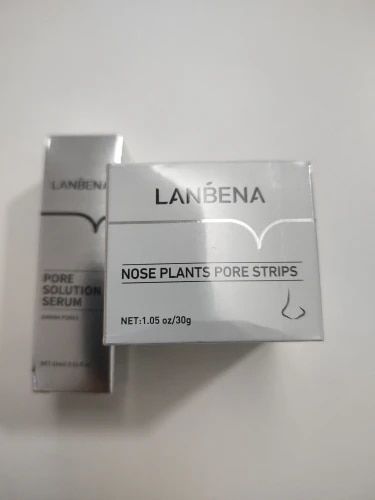 LANBENA
PORE
SOLUTION
SERUM
LANBENA
NOSE PLANTS PORE STRIPS
NET:1.05 oz/30g